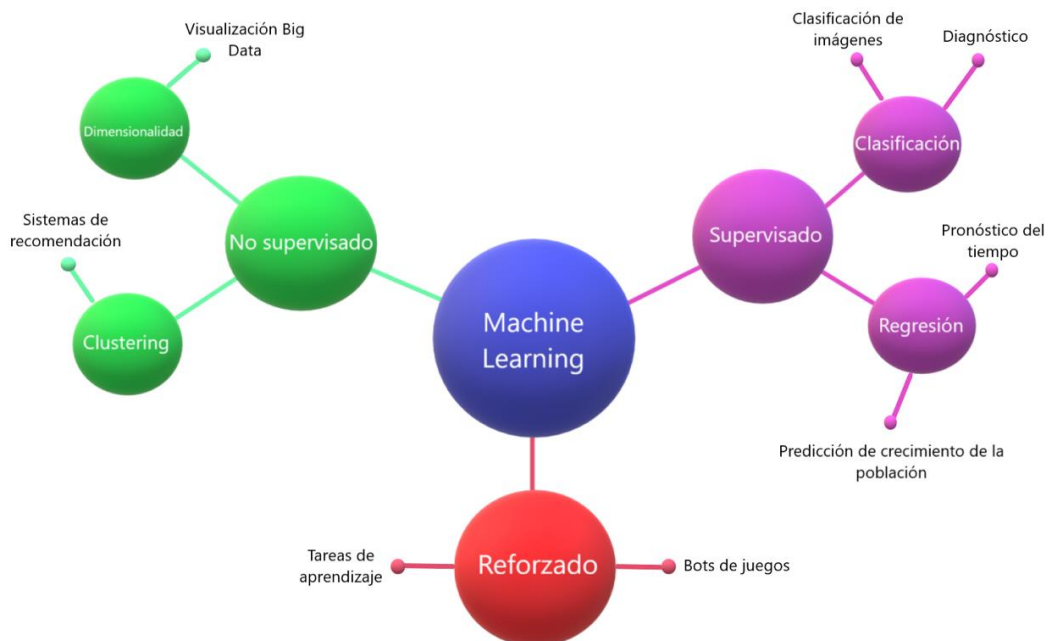 Visualización Big
Data
Dimensionalidad
No supervisado
Sistemas de
recomendación
Clustering
Machine
Learning
Clasificación de
imágenes
Diagnóstico
Clasificación
Supervisado
Pronóstico del
tiempo
Regresión
Predicción de crecimiento de la
población
Tareas de
aprendizaje
Reforzado
Bots de juegos